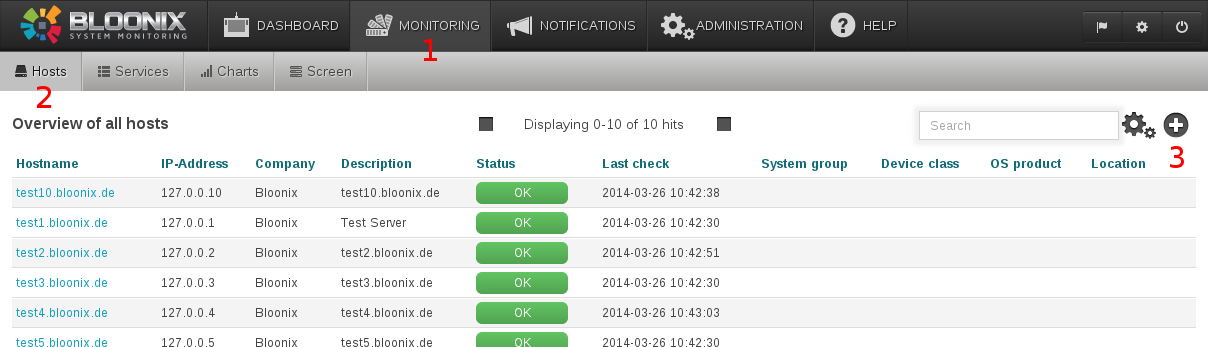 BLOONIX
SYSTEM MONITORING
DASHBOARD MONITORING NOTIFICATIONS ADMINISTRATION ? HELP
1
Hosts Services Charts Screen
2
Overview of all hosts Displaying 0-10 of 10 hits Search
3
Hostname IP-Address Company Description Status Last check System group Device class OS product Location
test10.bloonix.de 127.0.0.10 Bloonix test10.bloonix.de OK 2014-03-26 10:42:38
test1.bloonix.de 127.0.0.1 Bloonix Test Server OK 2014-03-26 10:42:30
test2.bloonix.de 127.0.0.2 Bloonix test2.bloonix.de OK 2014-03-26 10:42:51
test3.bloonix.de 127.0.0.3 Bloonix test3.bloonix.de OK 2014-03-26 10:42:30
test4.bloonix.de 127.0.0.4 Bloonix test4.bloonix.de OK 2014-03-26 10:43:03
test5.bloonix.de 127.0.0.5 Bloonix test5.bloonix.de OK 2014-03-26 10:42:30